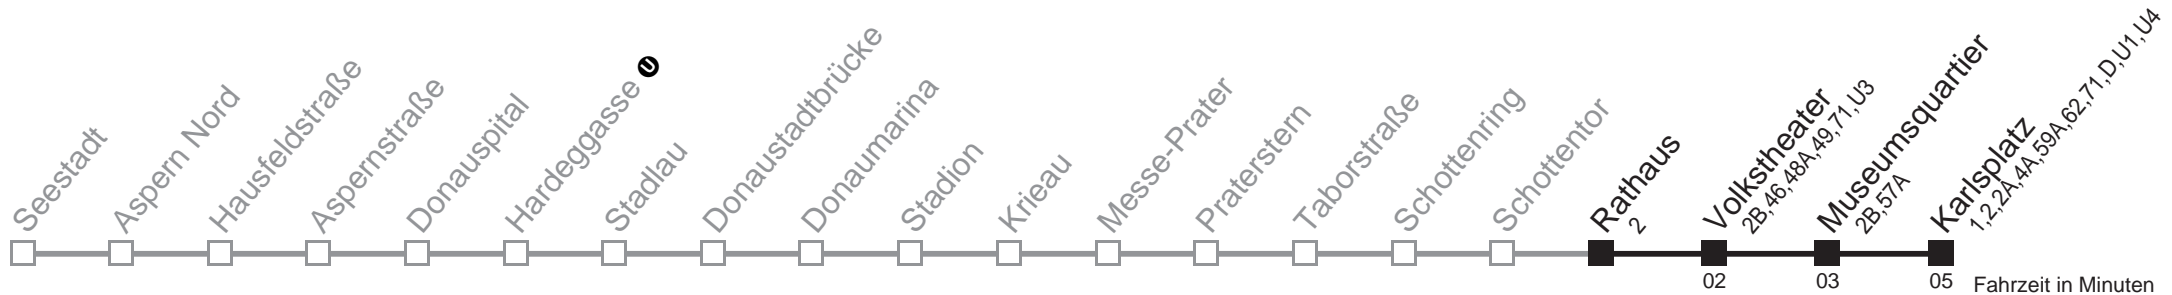 Seestadt
Aspern Nord
Hausfeldstraße
Aspernstraße
Donauspital
Hardeggasse U
Stadlau
Donaustadtbrücke
Donaumarina
Stadion
Krieau
Messe-Prater
Praterstern
Taborstraße
Schottenring
Schottentor
Rathaus
2
Volkstheater
2B,46,48A,49,71,U3
Museumsquartier
2B,57A
Karlsplatz
1,2,2A,4A,59A,62,71,D,U1,U4
02
03
05
Fahrzeit in Minuten